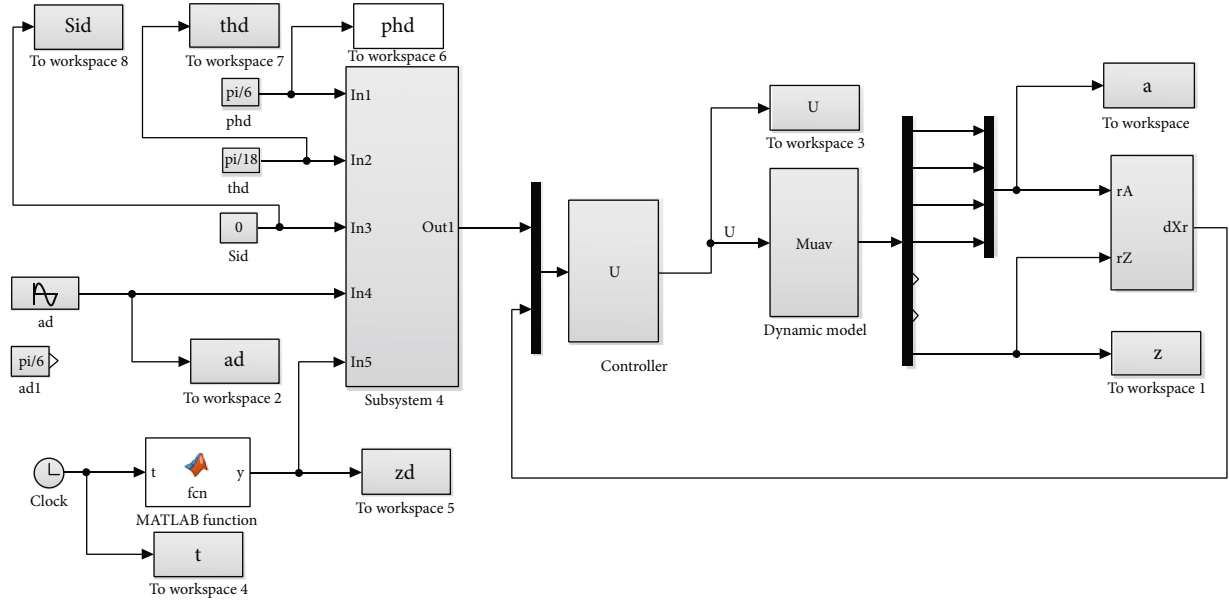 Sid
To workspace 8
thd
To workspace 7
phd
To workspace 6
pi/6
phd
In1
pi/18
thd
In2
0
Sid
In3
Out1
ad
In4
pi/6
ad1
ad
To workspace 2
In5
Subsystem 4
Clock
t
y
fcn
MATLAB function
zd
To workspace 5
t
To workspace 4
U
Controller
U
To workspace 3
U
Muav
Dynamic model
a
To workspace
rA
dXr
rZ
z
To workspace 1